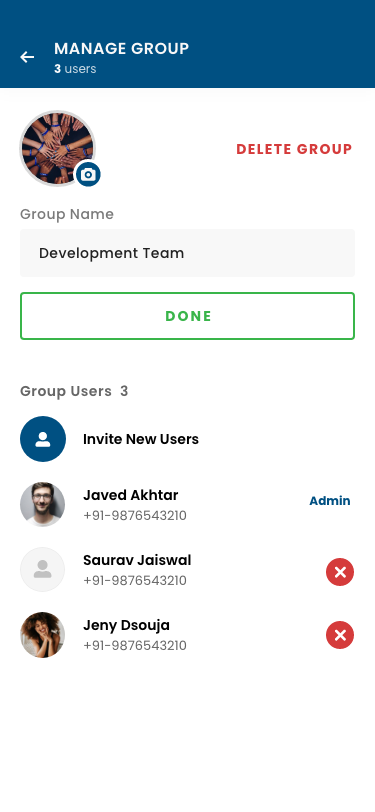 MANAGE GROUP
3 users
DELETE GROUP
Group Name
Development Team
DONE
Group Users 3
Invite New Users
Javed Akhtar
Admin
+91-9876543210
Saurav Jaiswal
+91-9876543210
Jeny Dsouja
+91-9876543210